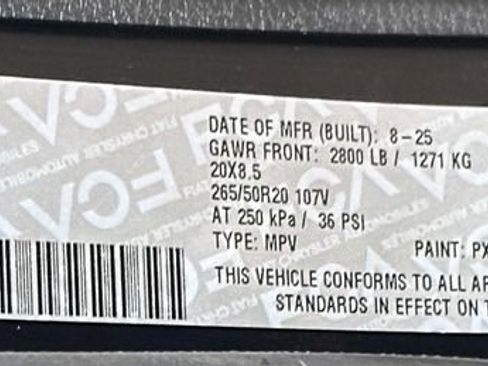 DATE OF MFR (BUILT): 8-25
GAWR FRONT: 2800 LB / 1271 KG
20X8.5
265/50R20 107V
AT 250 kPa / 36 PSI
TYPE: MPV
PAINT: PX
THIS VEHICLE CONFORMS TO ALL AP
STANDARDS IN EFFECT ON T